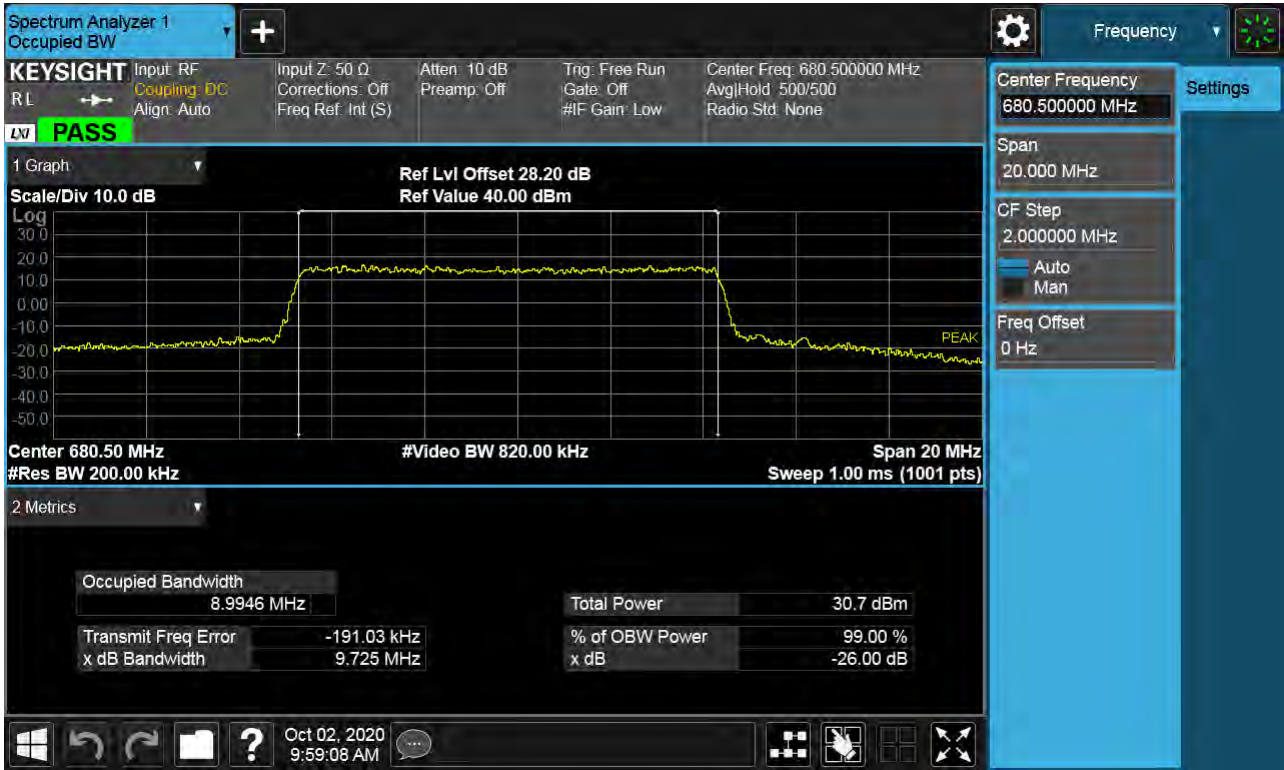 Spectrum Analyzer 1
Occupied BW
+
Frequency
KEYSIGHT
RL
LXI PASS
Input: RF
Coupling: DC
Align: Auto
Input Z: 50 Ω
Corrections: Off
Freq Ref: Int (S)
Atten: 10 dB
Preamp: Off
Trig: Free Run
Gate: Off
#IF Gain: Low
Center Freq: 680.500000 MHz
Avg|Hold: 500/500
Radio Std: None
Center Frequency
680.500000 MHz
Settings
Span
20.000 MHz
CF Step
2.000000 MHz
Auto
Man
Freq Offset
0 Hz
1 Graph
Scale/Div 10.0 dB
Ref Lvl Offset 28.20 dB
Ref Value 40.00 dBm
Log
30.0
20.0
10.0
0.00
-10.0
-20.0
-30.0
-40.0
-50.0
PEAK
Center 680.50 MHz
#Video BW 820.00 kHz
Span 20 MHz
#Res BW 200.00 kHz
Sweep 1.00 ms (1001 pts)
2 Metrics
Occupied Bandwidth
8.9946 MHz
Total Power 30.7 dBm
Transmit Freq Error -191.03 kHz
% of OBW Power 99.00 %
x dB Bandwidth 9.725 MHz
x dB -26.00 dB
?
Oct 02, 2020
9:59:08 AM